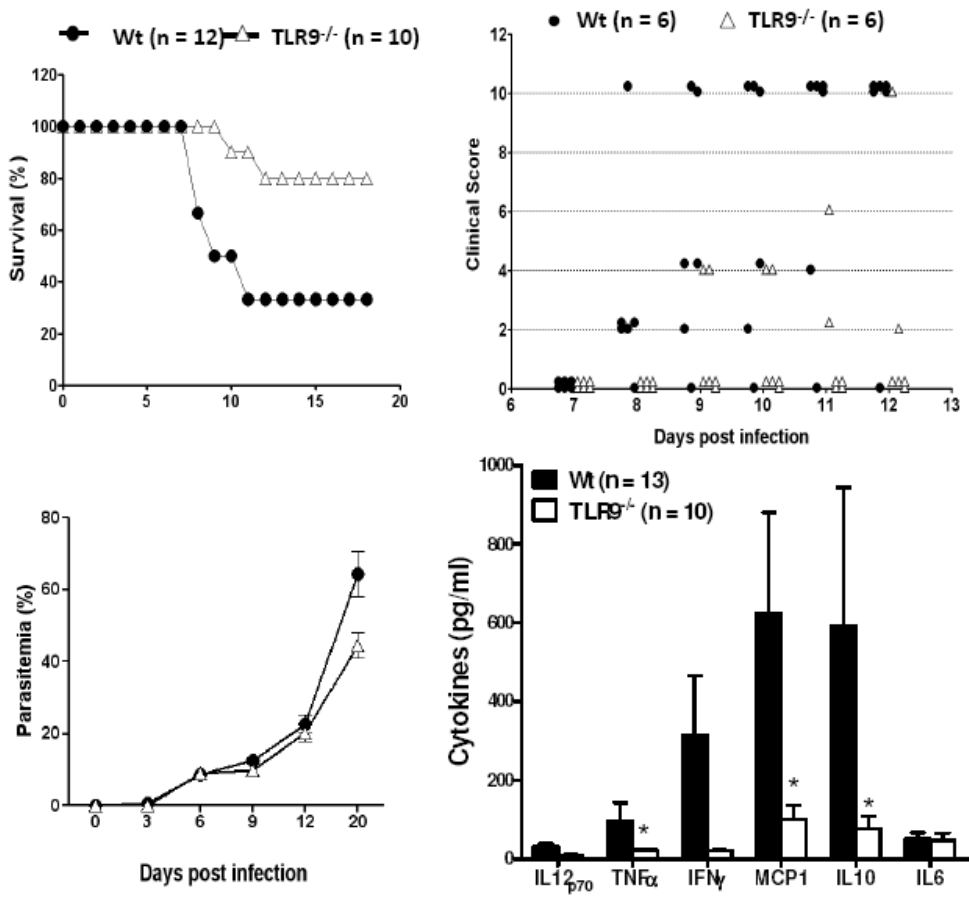 Wt (n = 12) TLR9-/- (n = 10)
Survival (%)
120
100
80
60
40
20
0
0 5 10 15 20
Wt (n = 6) TLR9-/- (n = 6)
Clinical Score
10
8
6
4
2
0
6 7 8 9 10 11 12 13
Days post infection
Parasitemia (%)
80
60
40
20
0
0 3 6 9 12 20
Days post infection
Wt (n = 13)
TLR9-/- (n = 10)
Cytokines (pg/ml)
1000
800
600
400
200
0
*
*
*
IL12p70 TNFα IFNγ MCP1 IL10 IL6